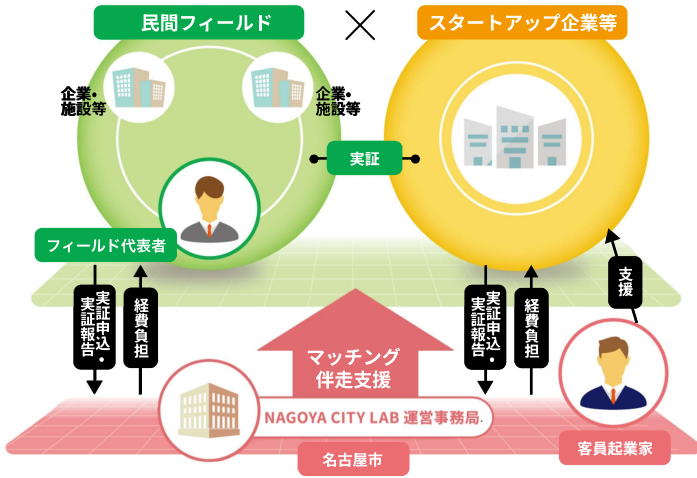 民間フィールド
スタートアップ企業等
企業・
施設等
企業・
施設等
実証
フィールド代表者
実証申込・
実証報告
経費負担
実証申込・
実証報告
経費負担
支援
マッチング
伴走支援
NAGOYA CITY LAB 運営事務局.
名古屋市
客員起業家